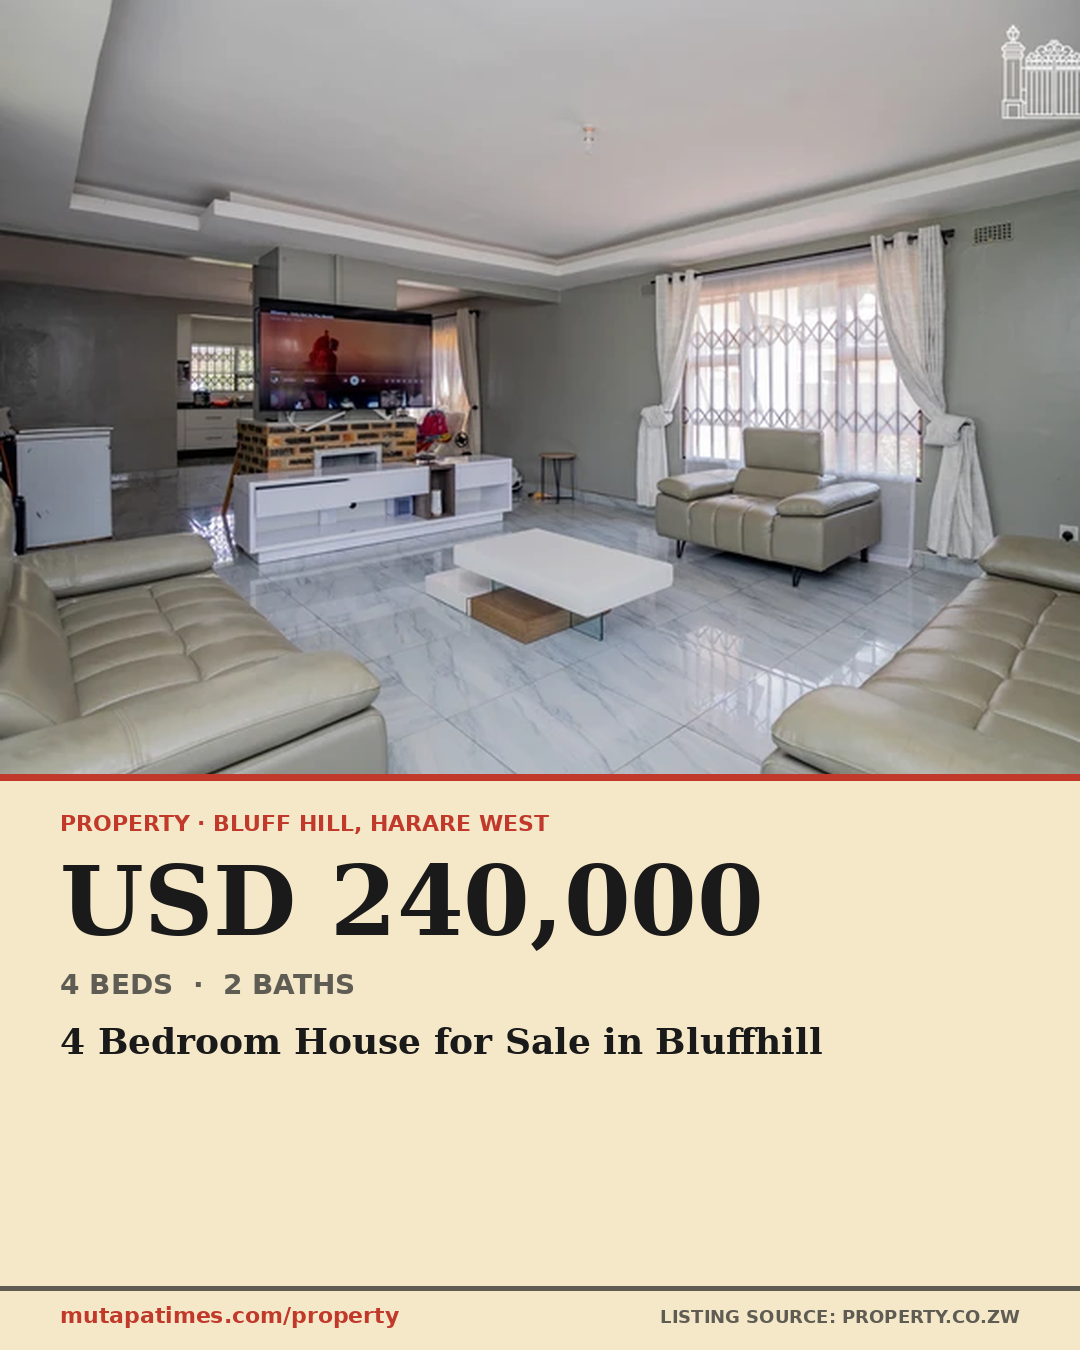 PROPERTY · BLUFF HILL, HARARE WEST
USD 240,000
4 BEDS · 2 BATHS
4 Bedroom House for Sale in Bluffhill
mutapatimes.com/property
LISTING SOURCE: PROPERTY.CO.ZW